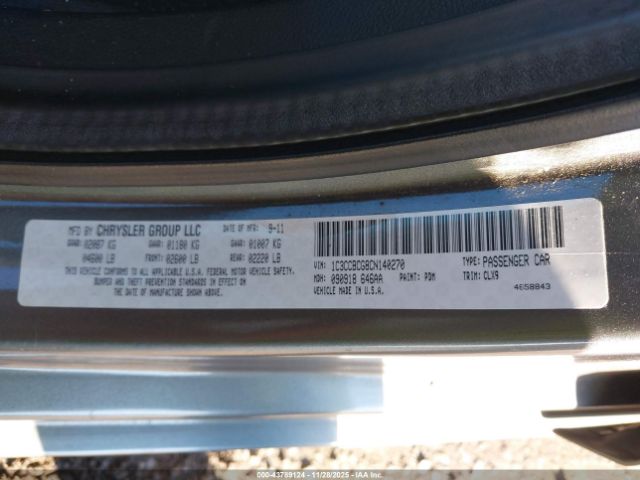 MFD BY CHRYSLER GROUP LLC DATE OF MFR: 9-11
GVWR: 02087 KG GAWR: 01180 KG GAWR: 01007 KG
04600 LB FRONT: 02600 LB REAR: 02220 LB
THIS VEHICLE CONFORMS TO ALL APPLICABLE U.S.A. FEDERAL MOTOR VEHICLE SAFETY,
BUMPER AND THEFT PREVENTION STANDARDS IN EFFECT ON
THE DATE OF MANUFACTURE SHOWN ABOVE.
VIN: 1C3CCBCG8CN140270 TYPE: PASSENGER CAR
MDH: 090918 646AA PAINT: PDM TRIM: CLX9
VEHICLE MADE IN U.S.A. 4658843
© 43789124 | 11/28/2025 | IAA Inc.